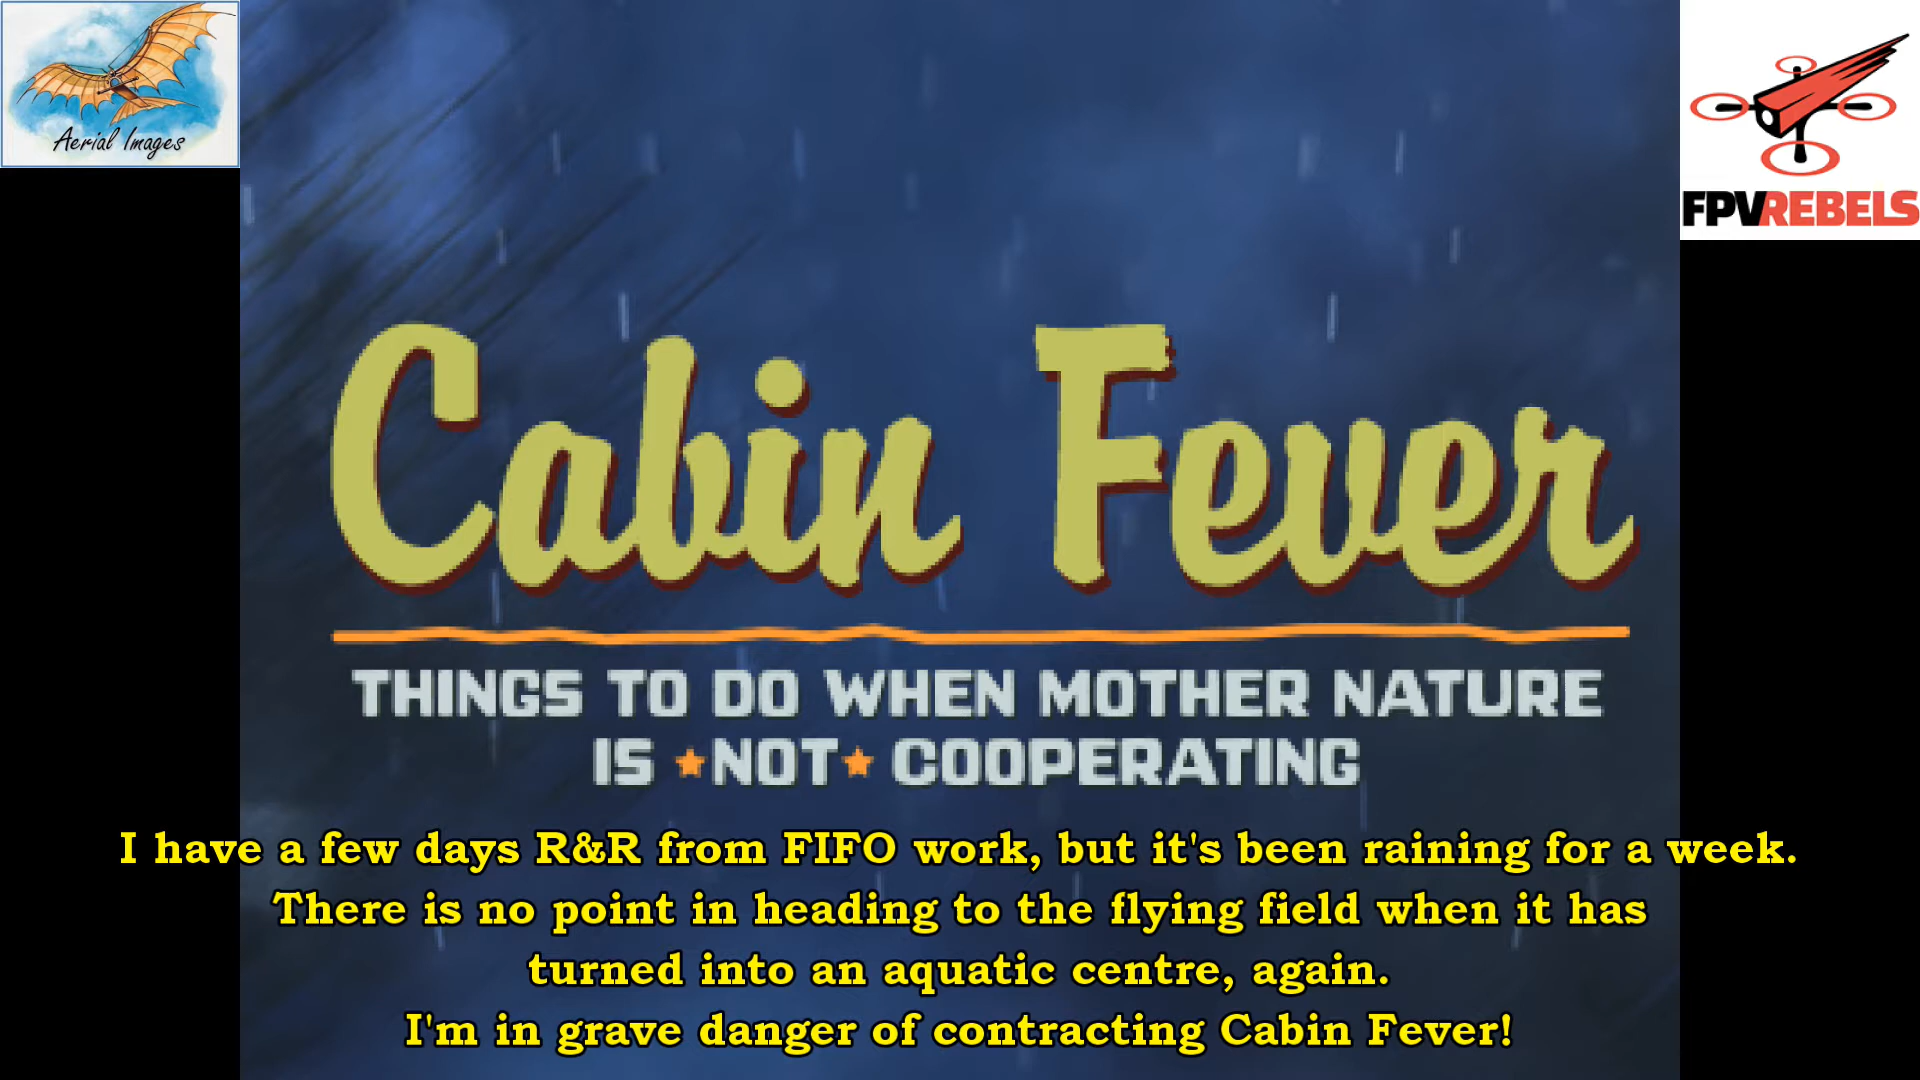 Aerial Images
FPVREBELS
Cabin Fever
THINGS TO DO WHEN MOTHER NATURE
IS ★NOT★ COOPERATING
I have a few days R&R from FIFO work, but it's been raining for a week.
There is no point in heading to the flying field when it has
turned into an aquatic centre, again.
I'm in grave danger of contracting Cabin Fever!